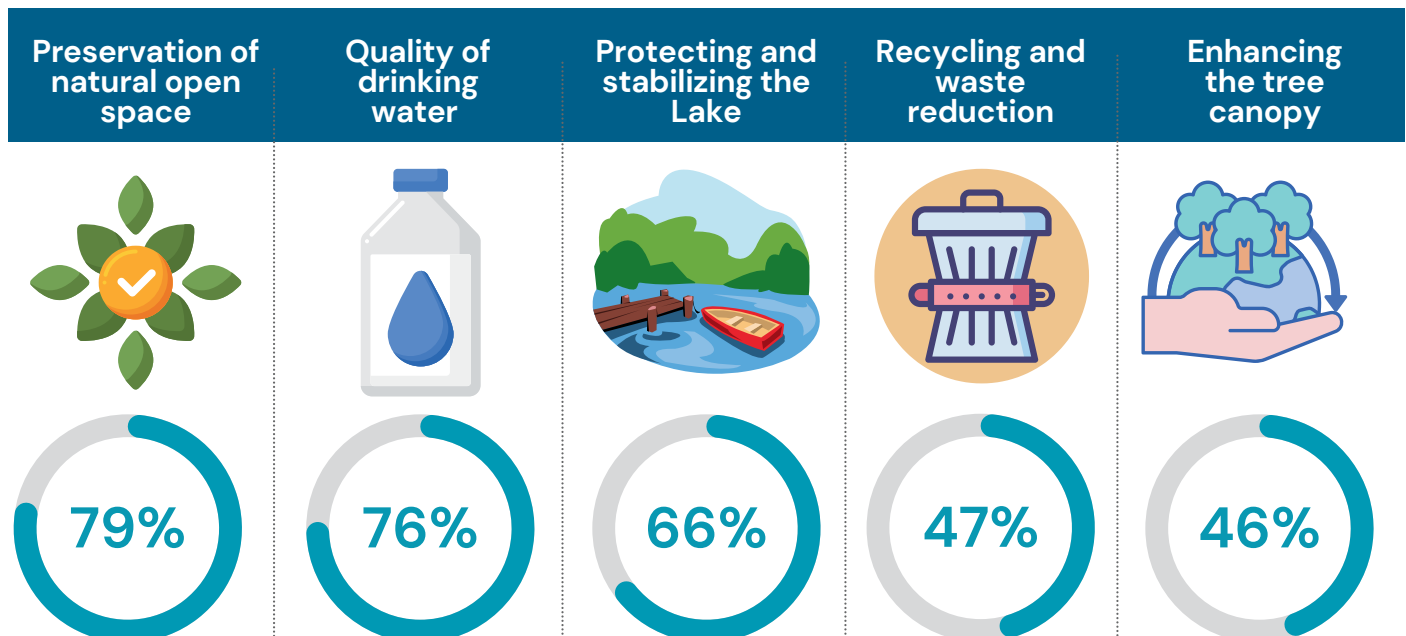 Preservation of
natural open
space
Quality of
drinking
water
Protecting and
stabilizing the
Lake
Recycling and
waste
reduction
Enhancing
the tree
canopy
79%
76%
66%
47%
46%